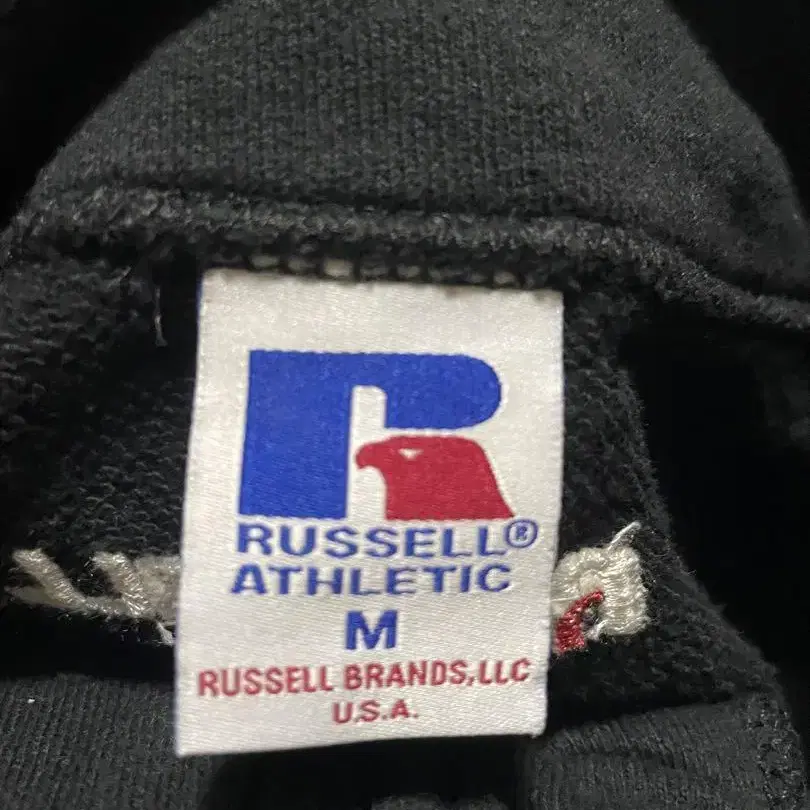 RUSSELL®
ATHLETIC
M
RUSSELL BRANDS,LLC
U.S.A.